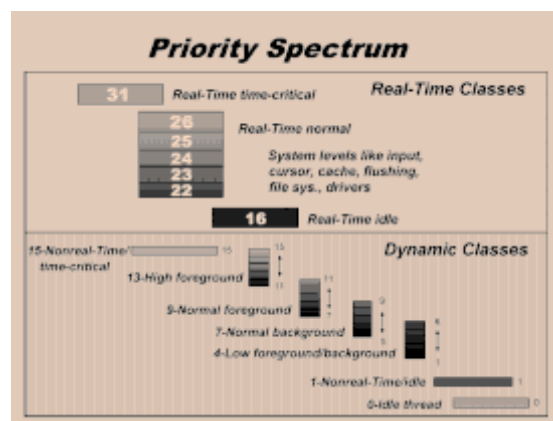 Priority Spectrum
Real-Time Classes
31 Real-Time time-critical
26 Real-Time normal
25
24
23
22
System levels like input,
cursor, cache, flushing,
file sys., drivers
16 Real-Time idle
Dynamic Classes
15-Nonreal-Time/ 15
time-critical
13-High foreground 15
11
9-Normal foreground 11
7
7-Normal background 9
5
4-Low foreground/background 6
1
1-Nonreal-Time/idle 1
0-Idle thread 0